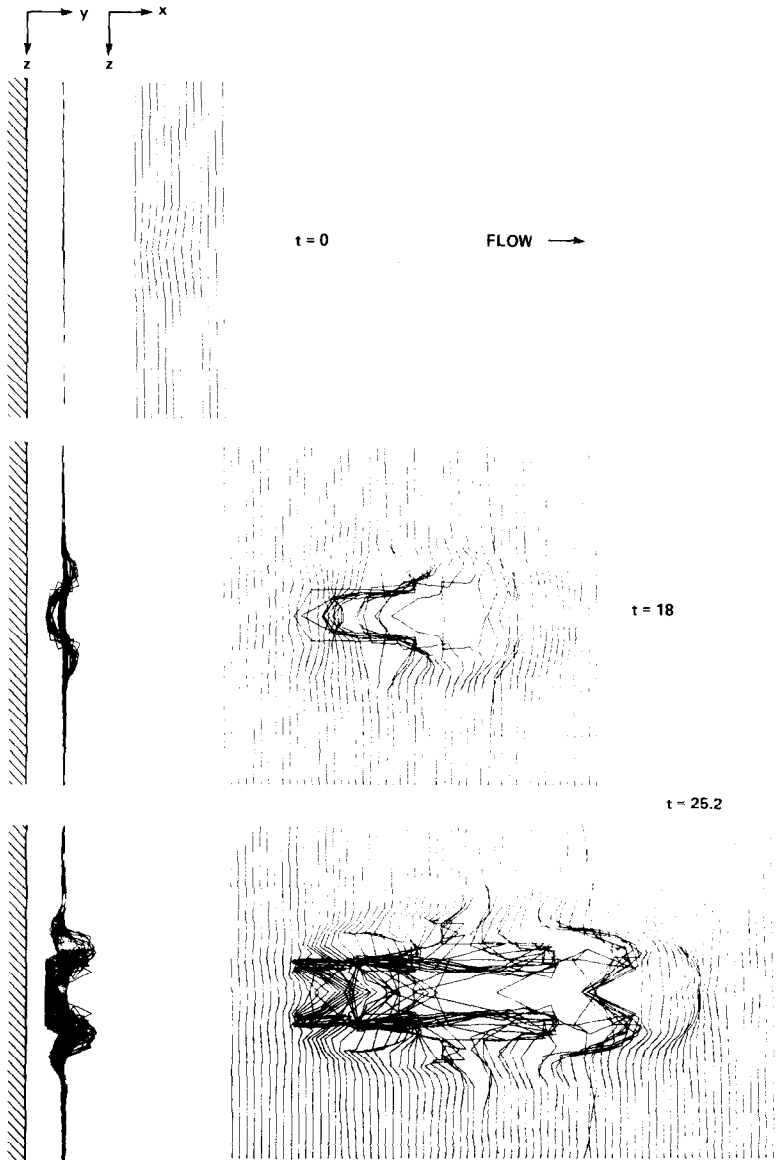 y
x
z
z
t = 0
FLOW
t = 18
t = 25.2